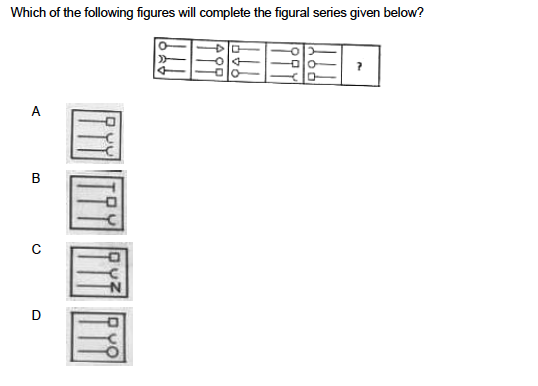 Which of the following figures will complete the figural series given below?
?
A
B
C
D